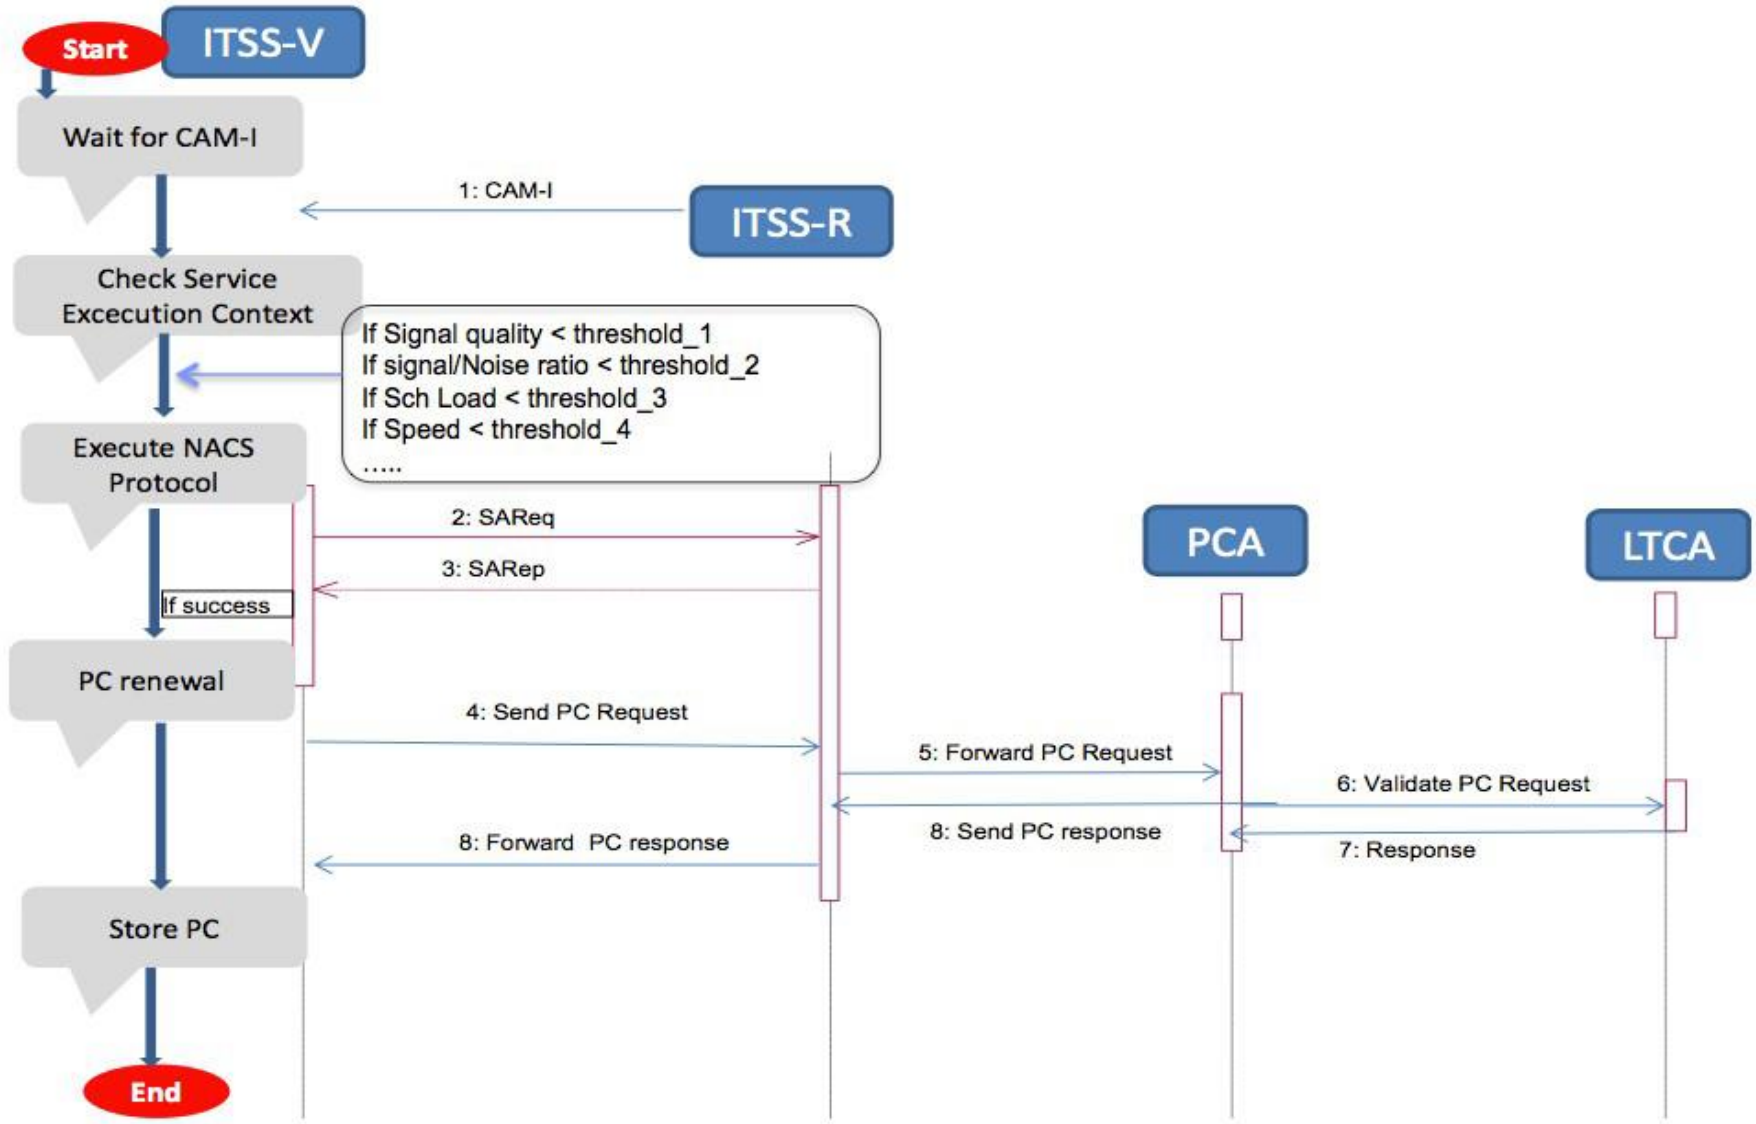 Start
ITSS-V
Wait for CAM-I
1: CAM-I
ITSS-R
Check Service
Excecution Context
If Signal quality < threshold_1
If signal/Noise ratio < threshold_2
If Sch Load < threshold_3
If Speed < threshold_4
.....
Execute NACS
Protocol
2: SAReq
PCA
LTCA
3: SARep
If success
PC renewal
4: Send PC Request
5: Forward PC Request
6: Validate PC Request
8: Send PC response
8: Forward  PC response
7: Response
Store PC
End